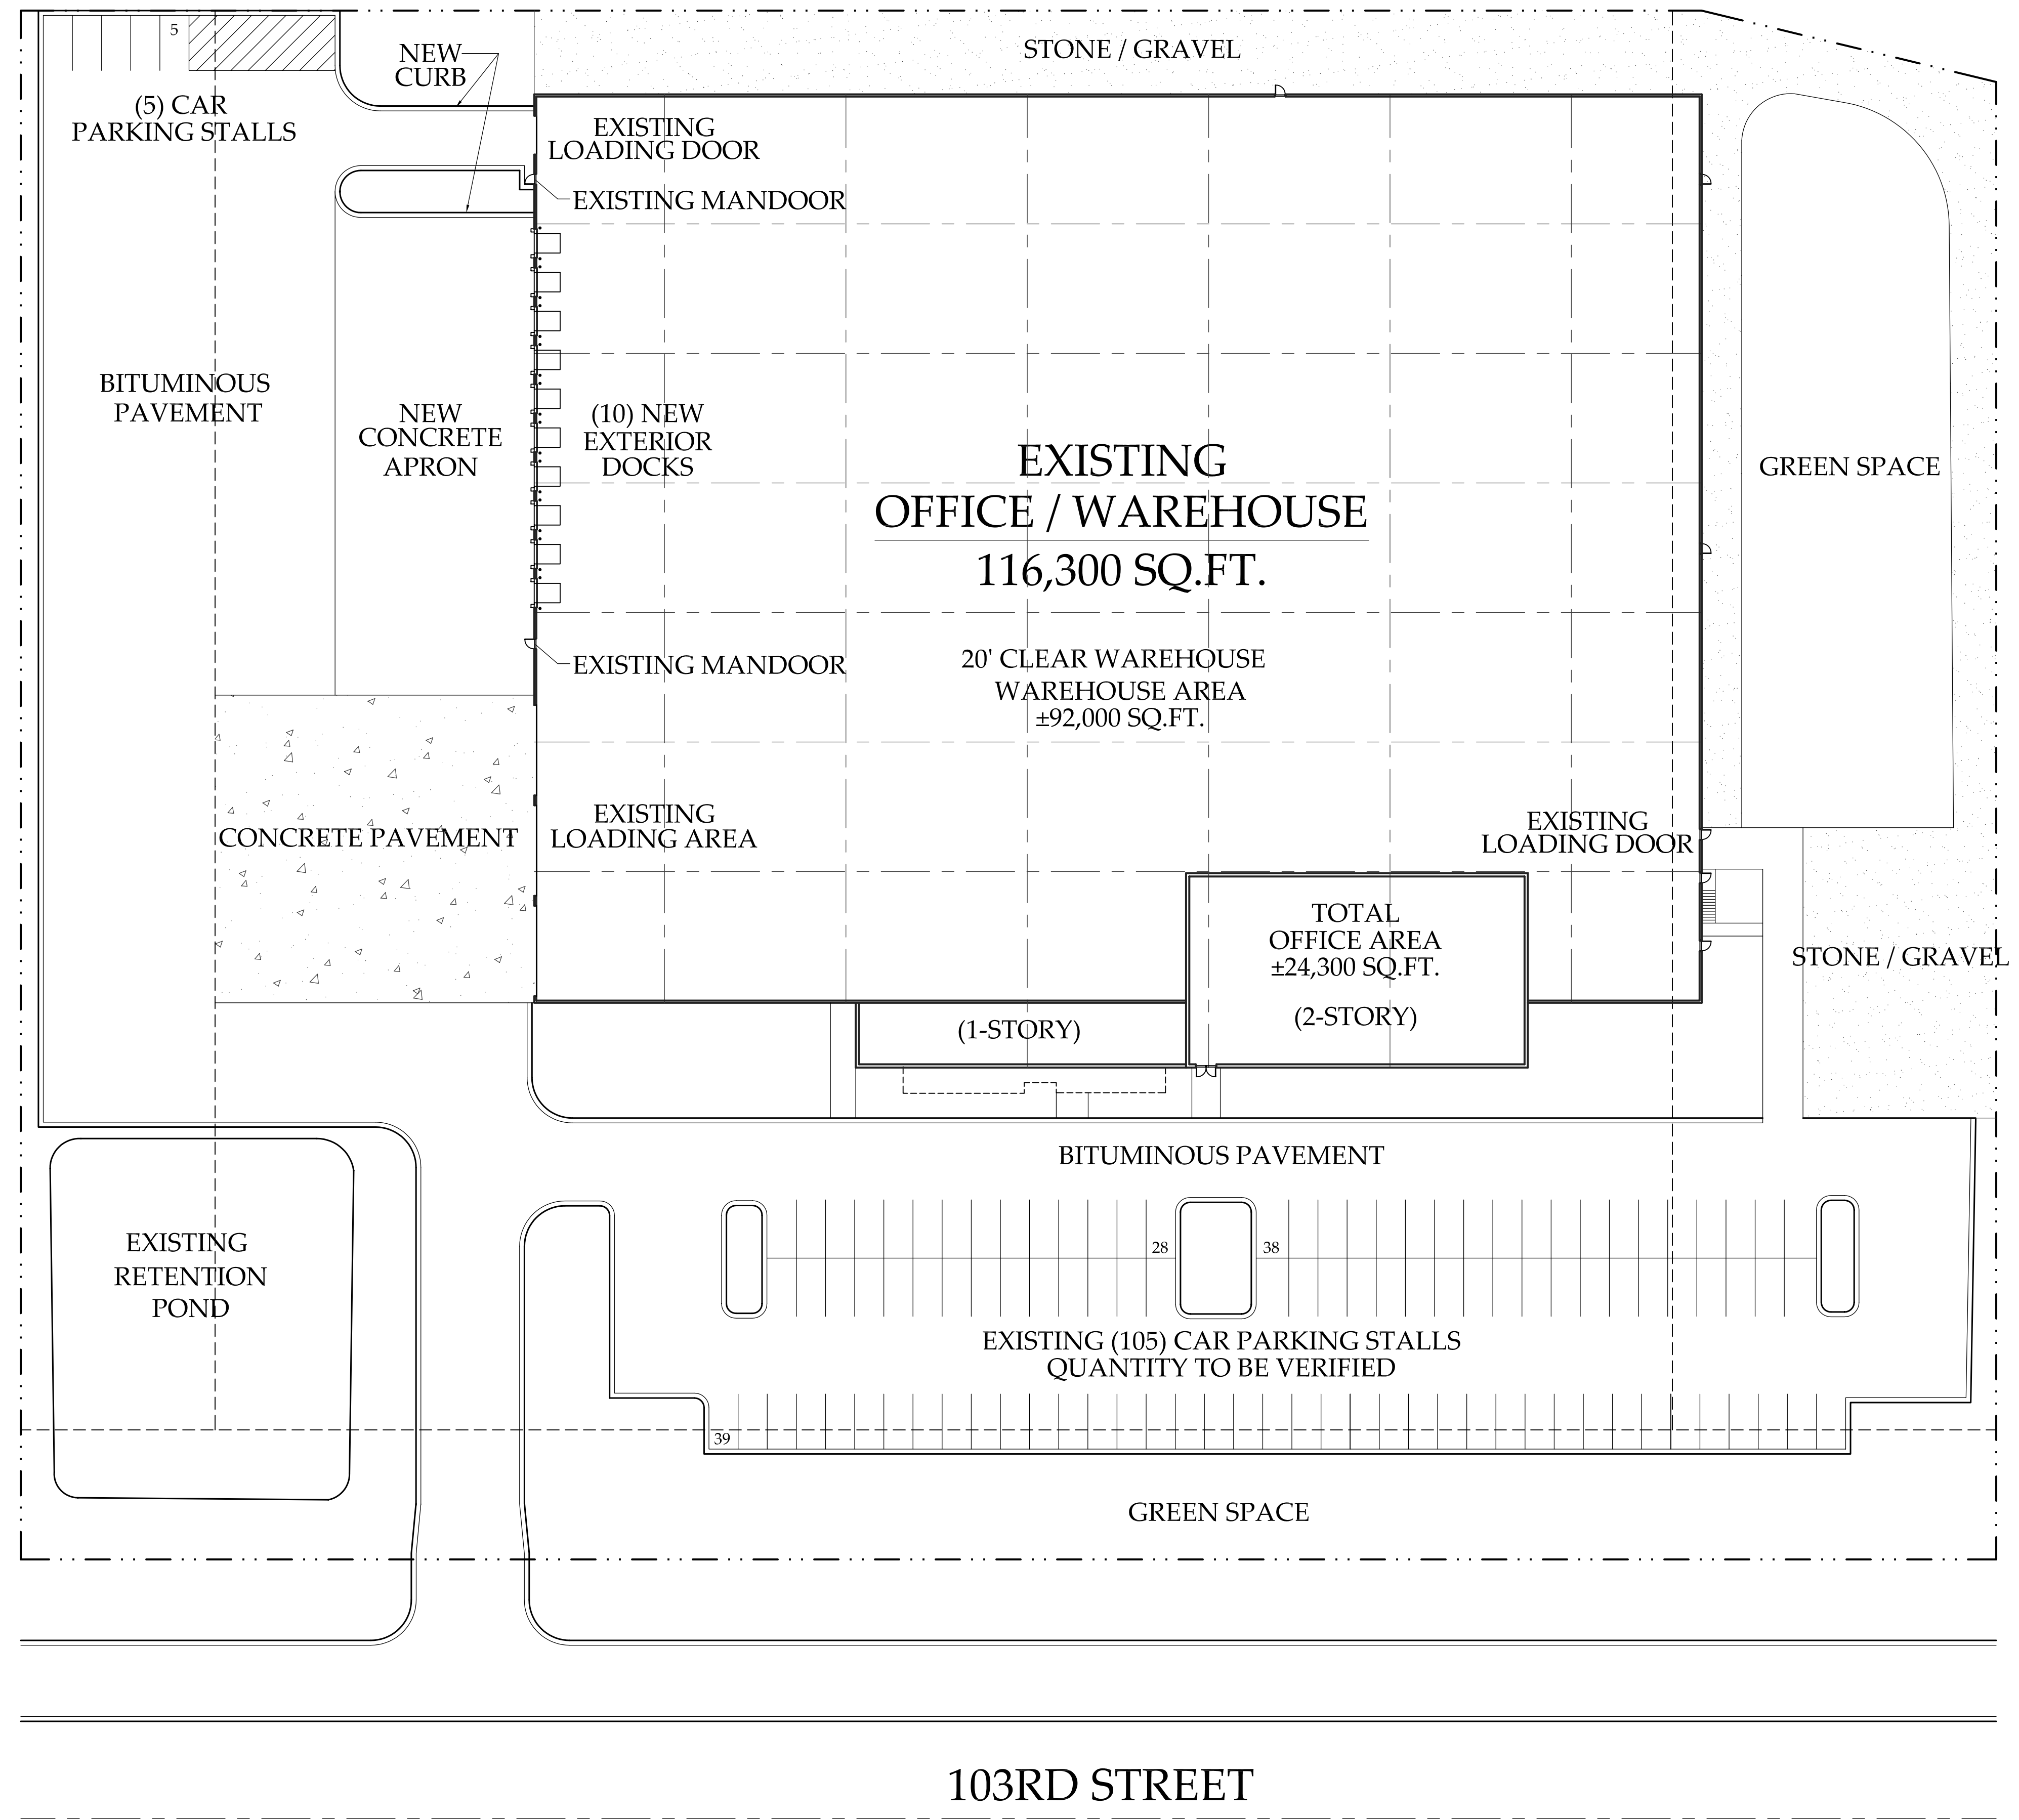 5
NEW
CURB
STONE / GRAVEL
(5) CAR
PARKING STALLS
EXISTING
LOADING DOOR
EXISTING MANDOOR
BITUMINOUS
PAVEMENT
NEW
CONCRETE
APRON
(10) NEW
EXTERIOR
DOCKS
EXISTING
OFFICE / WAREHOUSE
116,300 SQ.FT.
GREEN SPACE
EXISTING MANDOOR
20' CLEAR WAREHOUSE
WAREHOUSE AREA
±92,000 SQ.FT.
CONCRETE PAVEMENT
EXISTING
LOADING AREA
EXISTING
LOADING DOOR
TOTAL
OFFICE AREA
±24,300 SQ.FT.
(2-STORY)
(1-STORY)
STONE / GRAVEL
BITUMINOUS PAVEMENT
EXISTING
RETENTION
POND
28
38
EXISTING (105) CAR PARKING STALLS
QUANTITY TO BE VERIFIED
39
GREEN SPACE
103RD STREET